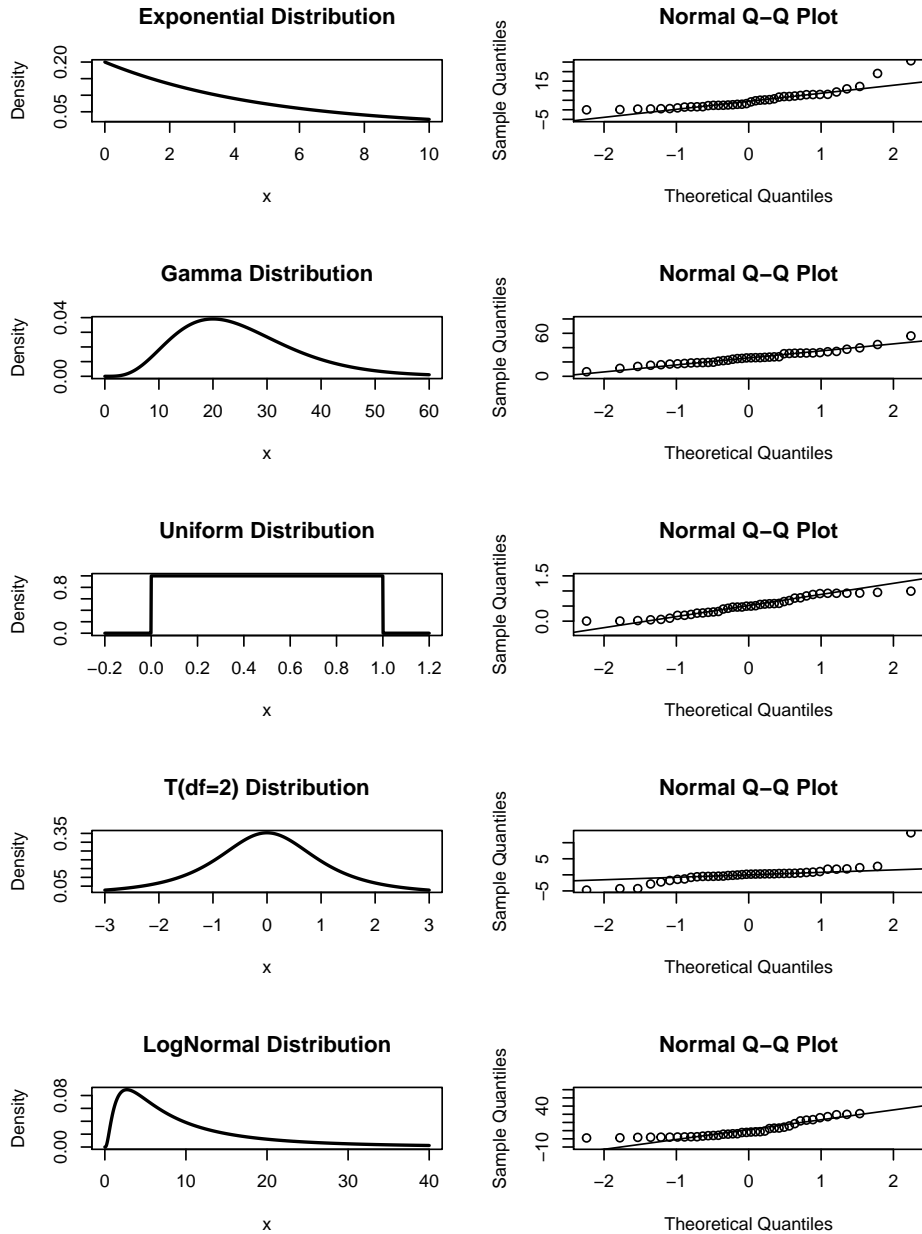 Exponential Distribution
Density
0.05 0.20
0 2 4 6 8 10
x
Normal Q−Q Plot
Sample Quantiles
−5 15
−2 −1 0 1 2
Theoretical Quantiles
Gamma Distribution
Density
0.00 0.04
0 10 20 30 40 50 60
x
Normal Q−Q Plot
Sample Quantiles
0 60
−2 −1 0 1 2
Theoretical Quantiles
Uniform Distribution
Density
0.0 0.8
−0.2 0.0 0.2 0.4 0.6 0.8 1.0 1.2
x
Normal Q−Q Plot
Sample Quantiles
0.0 1.5
−2 −1 0 1 2
Theoretical Quantiles
T(df=2) Distribution
Density
0.05 0.35
−3 −2 −1 0 1 2 3
x
Normal Q−Q Plot
Sample Quantiles
−5 5
−2 −1 0 1 2
Theoretical Quantiles
LogNormal Distribution
Density
0.00 0.08
0 10 20 30 40
x
Normal Q−Q Plot
Sample Quantiles
−10 40
−2 −1 0 1 2
Theoretical Quantiles